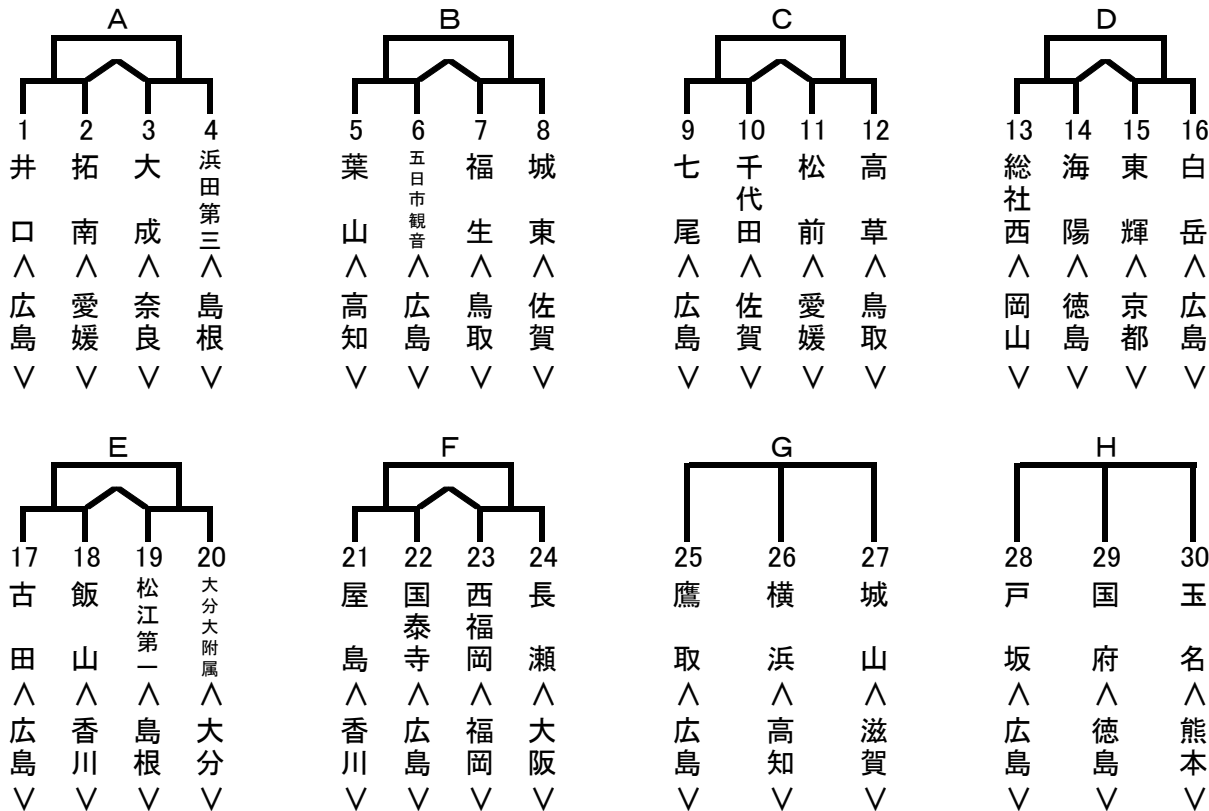 A
1 井口<広島>
2 拓南<愛媛>
3 大成<奈良>
4 浜田第三<島根>
B
5 葉山<高知>
6 五日市観音<広島>
7 福生<鳥取>
8 城東<佐賀>
C
9 七尾<広島>
10 千代田<佐賀>
11 松前<愛媛>
12 高草<鳥取>
D
13 総社西<岡山>
14 海陽<徳島>
15 東輝<京都>
16 白岳<広島>
E
17 古田<広島>
18 飯山<香川>
19 松江第一<島根>
20 大分大附属<大分>
F
21 屋島<香川>
22 国泰寺<広島>
23 西福岡<福岡>
24 長瀬<大阪>
G
25 鷹取<広島>
26 横浜<高知>
27 城山<滋賀>
H
28 戸坂<広島>
29 国府<徳島>
30 玉名<熊本>